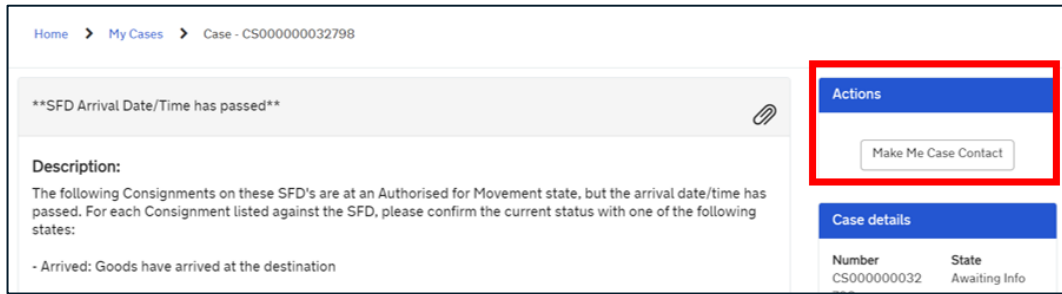 Home > My Cases > Case - CS000000032798
**SFD Arrival Date/Time has passed**
Description:
The following Consignments on these SFD's are at an Authorised for Movement state, but the arrival date/time has
passed. For each Consignment listed against the SFD, please confirm the current status with one of the following
states:
- Arrived: Goods have arrived at the destination
Actions
Make Me Case Contact
Case details
Number State
CS000000032 Awaiting Info